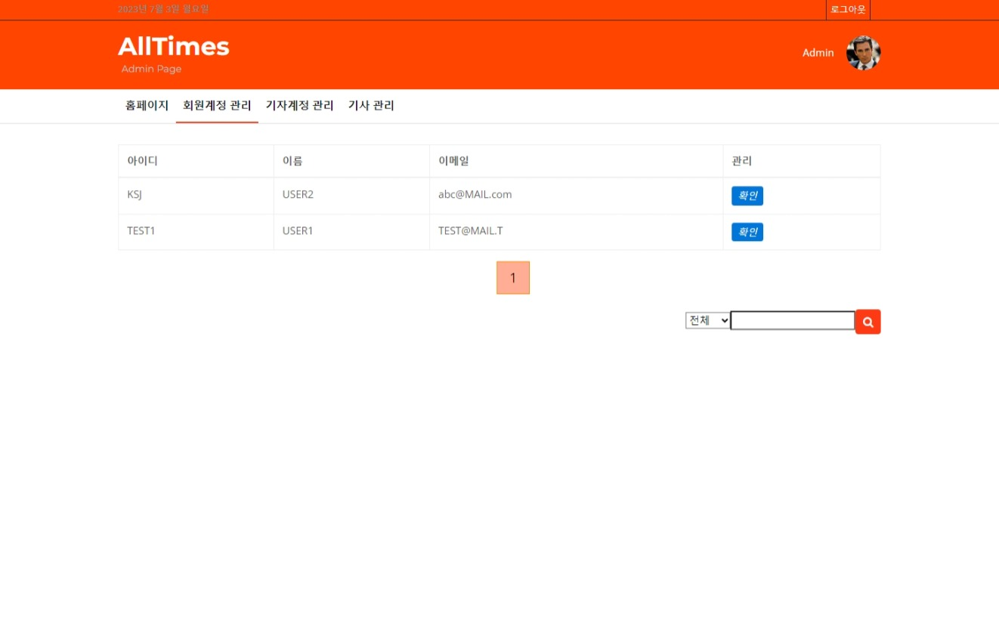 2023년 7월 3일 월요일 로그아웃
AllTimes
Admin Page
Admin
홈페이지 회원계정 관리 기자계정 관리 기사 관리
아이디 이름 이메일 관리
KSJ USER2 abc@MAIL.com 확인
TEST1 USER1 TEST@MAIL.T 확인
1
전체